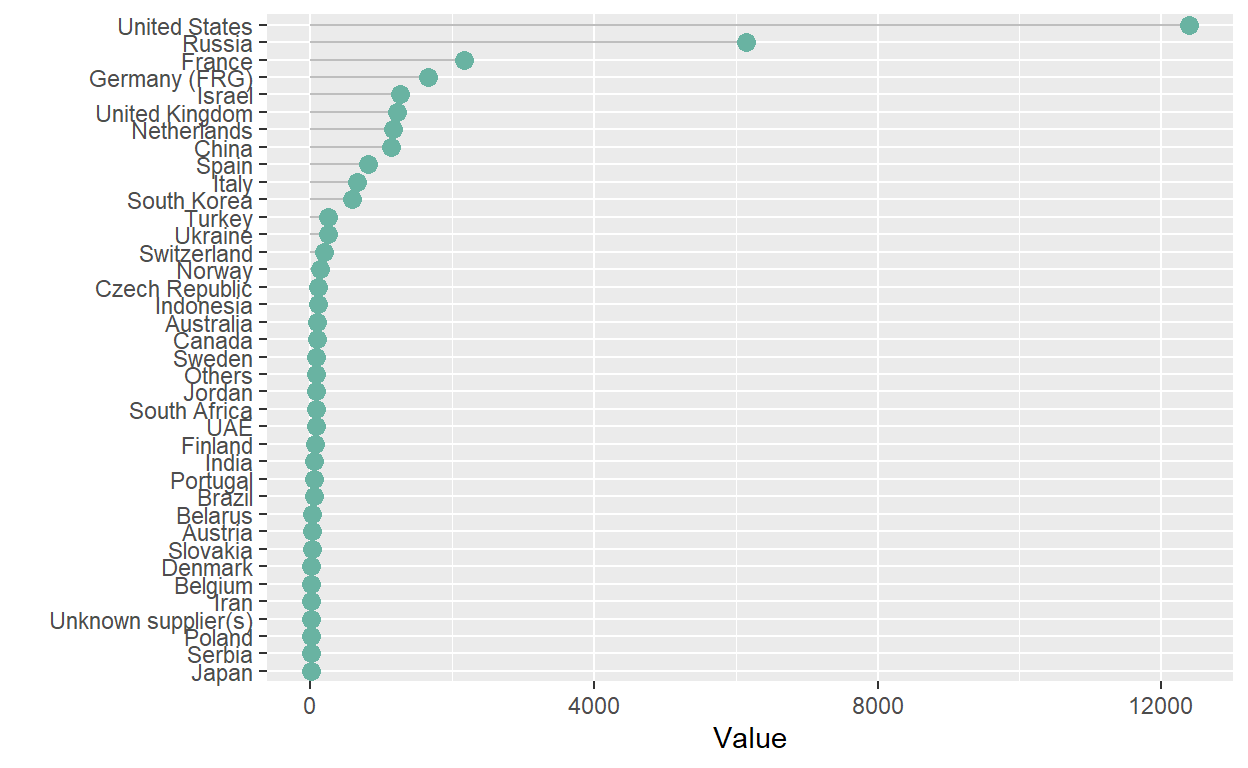 United States
Russia
France
Germany (FRG)
Israel
United Kingdom
Netherlands
China
Spain
Italy
South Korea
Turkey
Ukraine
Switzerland
Norway
Czech Republic
Indonesia
Australia
Canada
Sweden
Others
Jordan
South Africa
UAE
Finland
India
Portugal
Brazil
Belarus
Austria
Slovakia
Denmark
Belgium
Iran
Unknown supplier(s)
Poland
Serbia
Japan
0 4000 8000 12000
Value